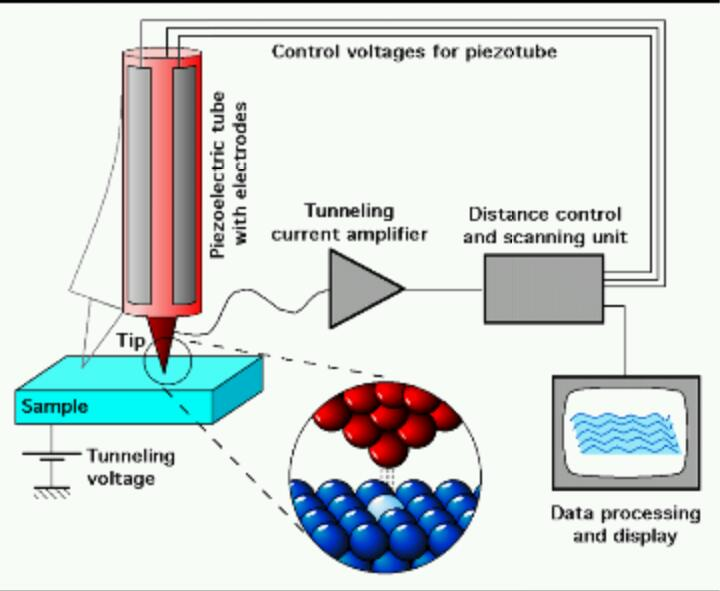 Control voltages for piezotube
Piezoelectric tube
with electrodes
Tunneling
current amplifier
Distance control
and scanning unit
Tip
Sample
Tunneling
voltage
Data processing
and display